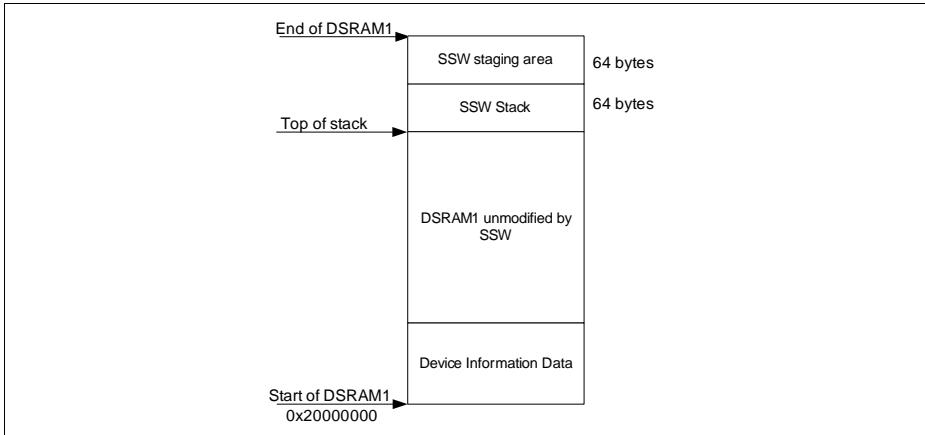 End of DSRAM1
SSW staging area
64 bytes
SSW Stack
64 bytes
Top of stack
DSRAM1 unmodified by
SSW
Device Information Data
Start of DSRAM1
0x20000000